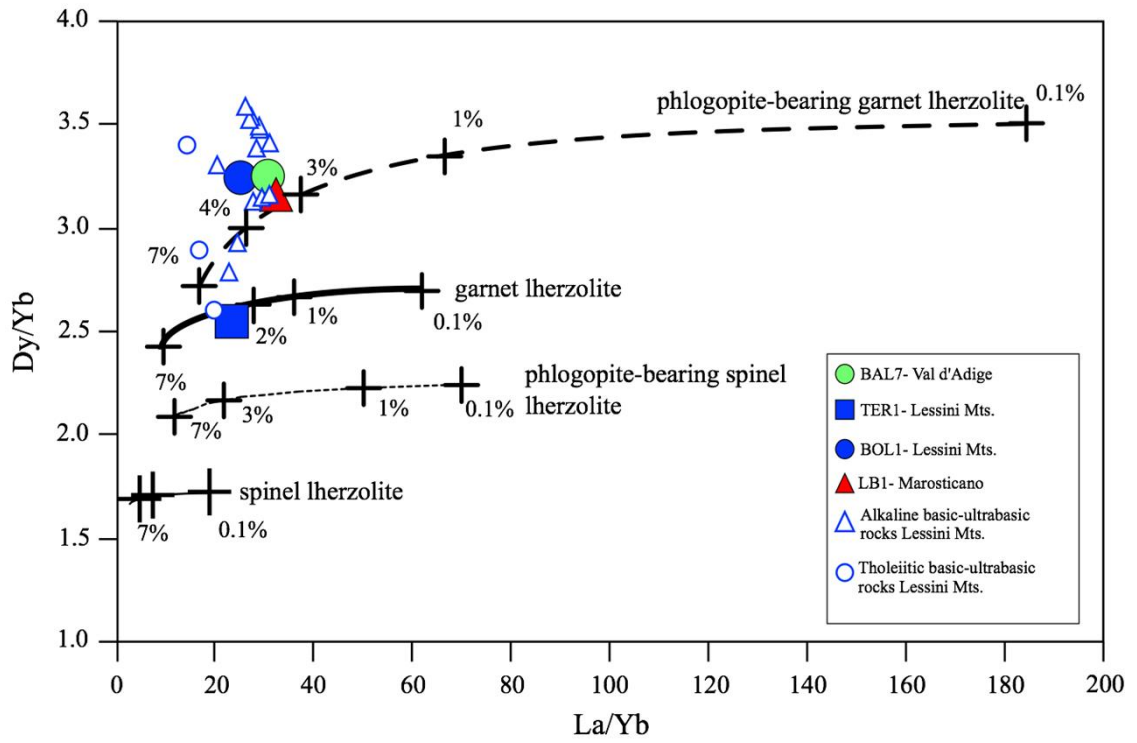 4.0
3.5
3.0
2.5
2.0
1.5
1.0
Dy/Yb
0
20
40
60
80
100
120
140
160
180
200
La/Yb
phlogopite-bearing garnet lherzolite
0.1%
1%
3%
4%
7%
garnet lherzolite
0.1%
1%
2%
7%
phlogopite-bearing spinel
lherzolite
0.1%
1%
3%
7%
spinel lherzolite
0.1%
7%
BAL7- Val d'Adige
TER1- Lessini Mts.
BOL1- Lessini Mts.
LB1- Marosticano
Alkaline basic-ultrabasic
rocks Lessini Mts.
Tholeiitic basic-ultrabasic
rocks Lessini Mts.